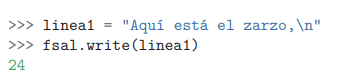 >>> linea1 = "Aquí está el zarzo,\n"
>>> fsal.write(linea1)
24